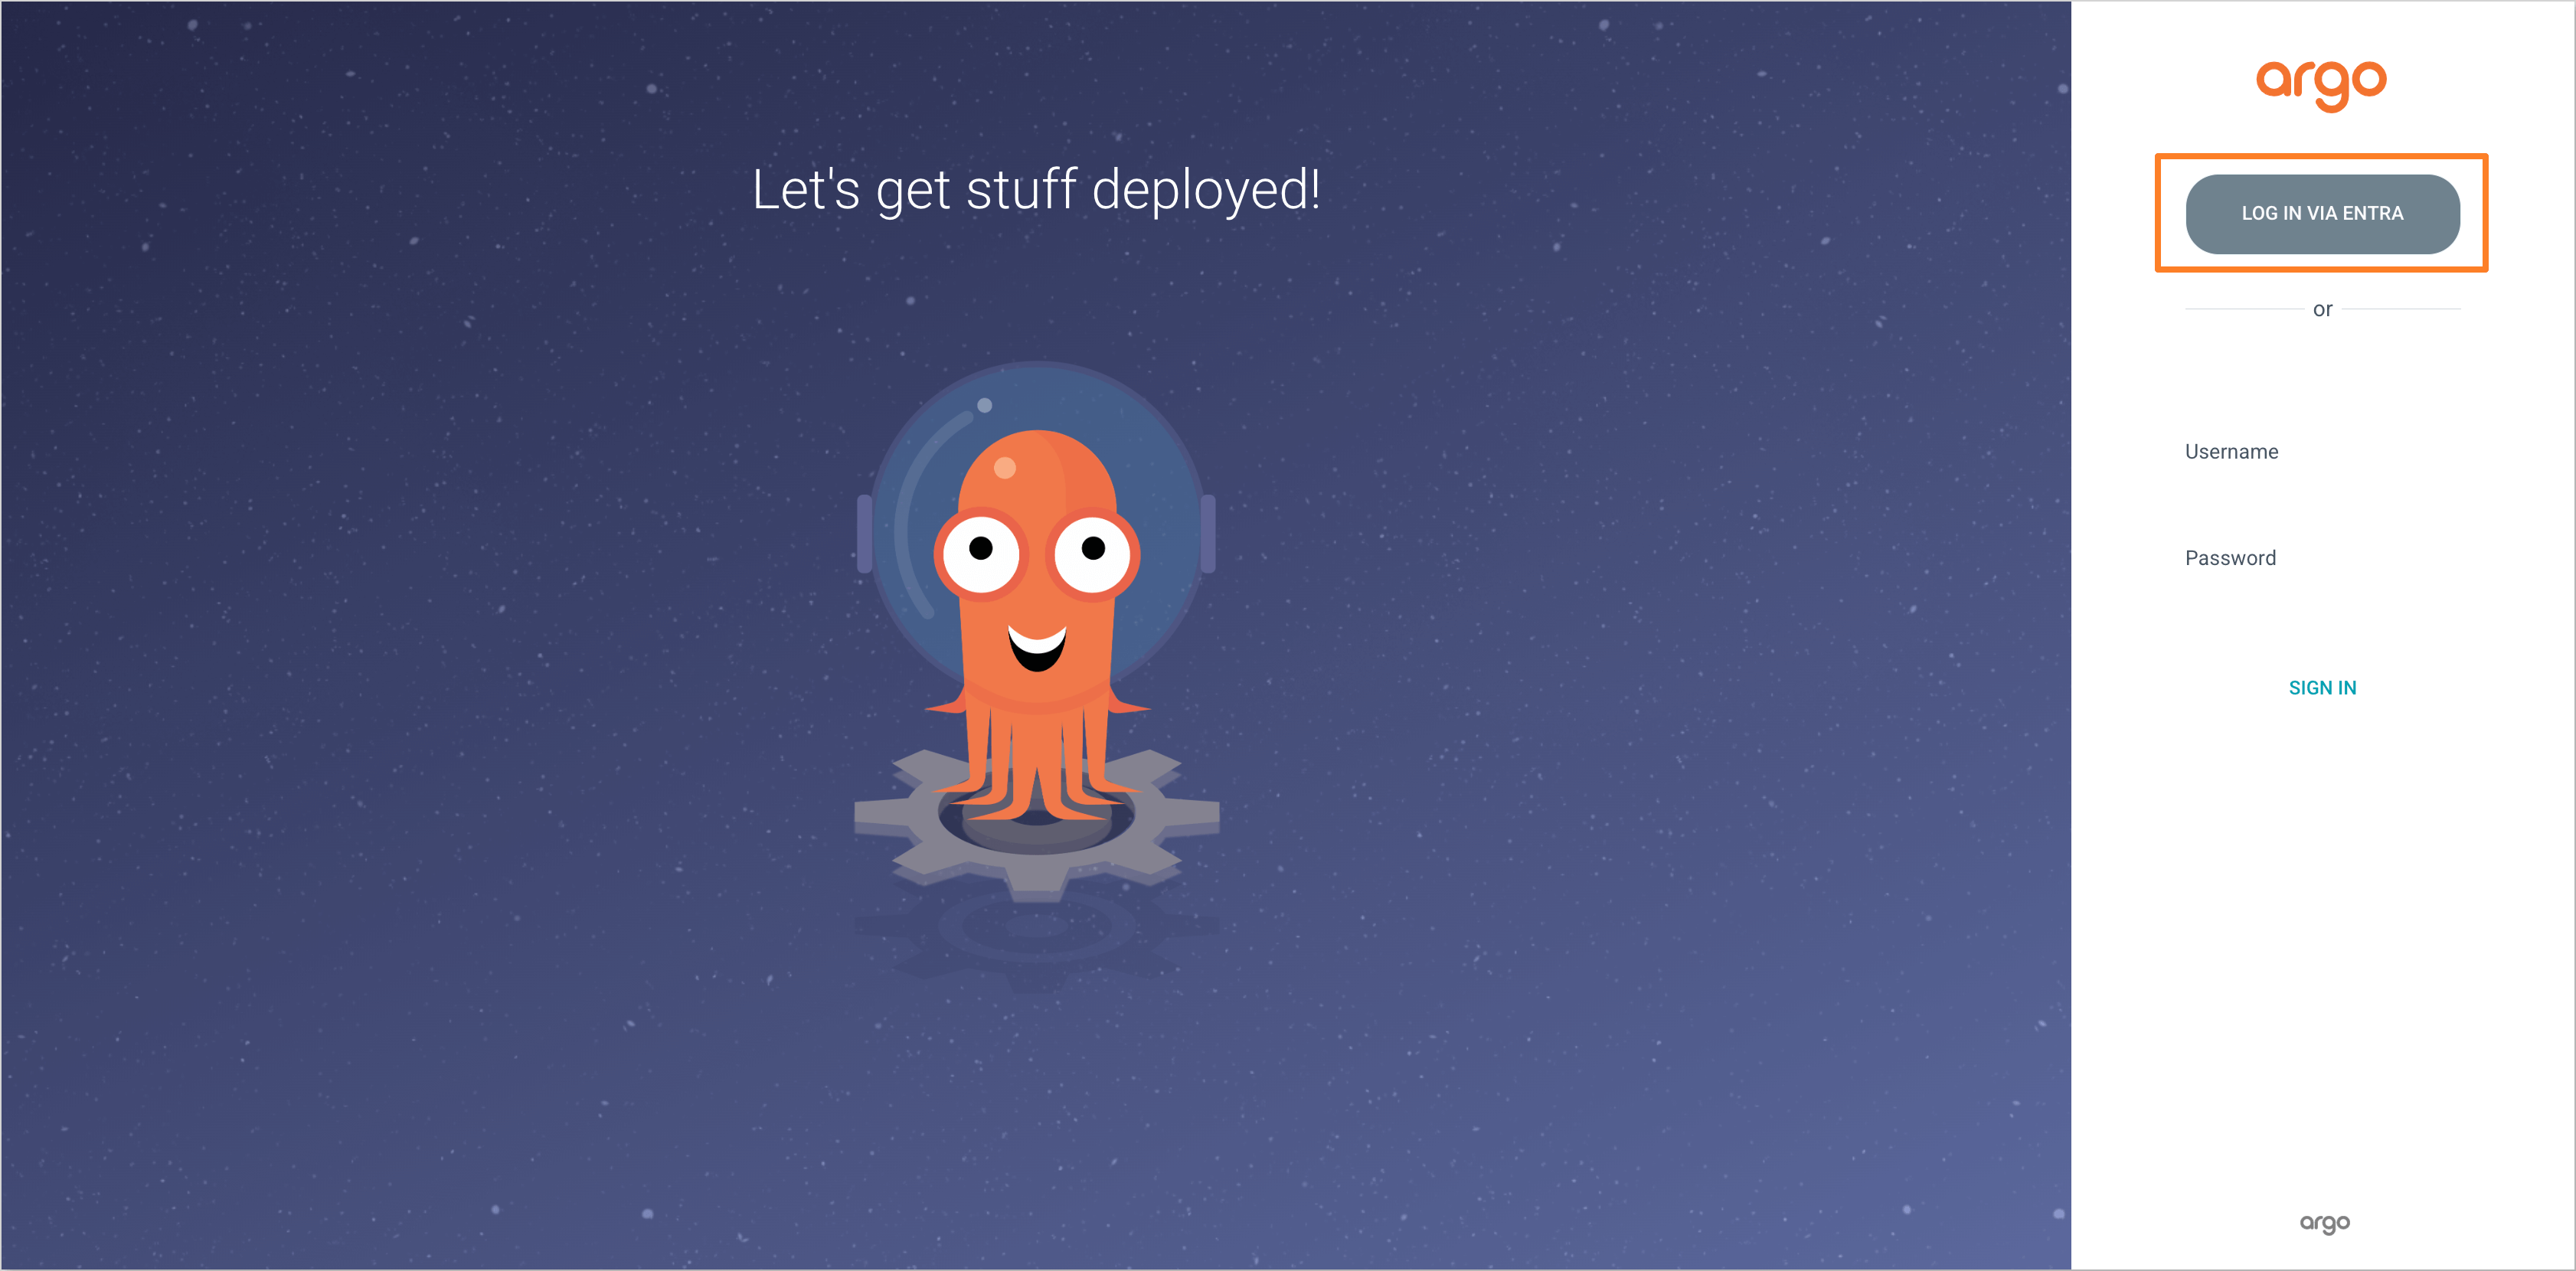 Let's get stuff deployed!
argo
LOG IN VIA ENTRA
or
Username
Password
SIGN IN
argo